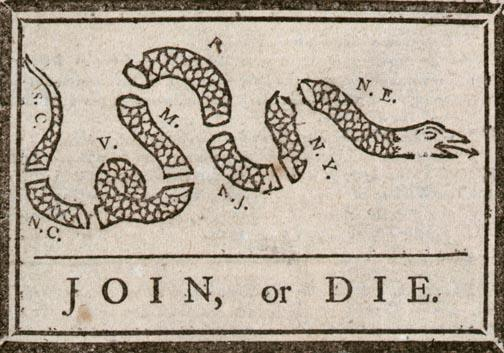 S. C.
N. C.
V.
M.
P
N. J.
N. Y.
N. E.
JOIN, or DIE.